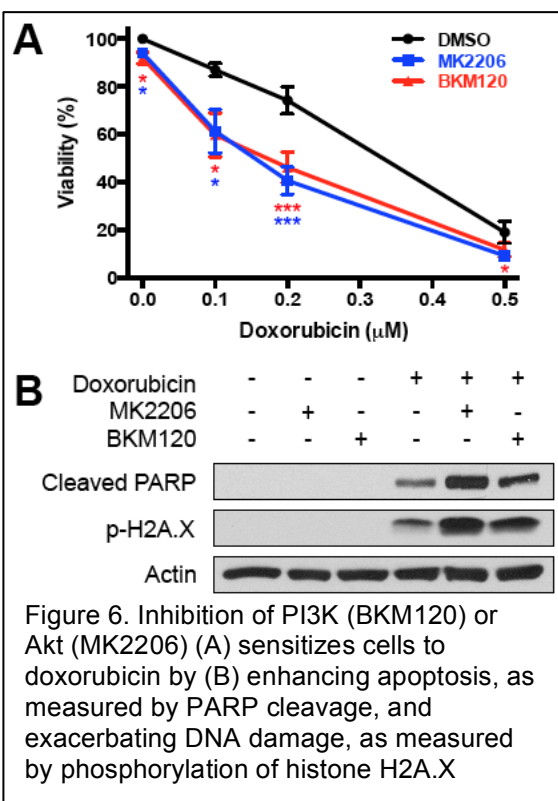 A
DMSO
MK2206
BKM120
Viability (%)
100
80
60
40
20
0
* *
* *
*** ***
*
0.0 0.1 0.2 0.3 0.4 0.5
Doxorubicin (μM)
B
Doxorubicin - - - + + +
MK2206 - + - - + -
BKM120 - - + - - +
Cleaved PARP
p-H2A.X
Actin
Figure 6. Inhibition of PI3K (BKM120) or
Akt (MK2206) (A) sensitizes cells to
doxorubicin by (B) enhancing apoptosis, as
measured by PARP cleavage, and
exacerbating DNA damage, as measured
by phosphorylation of histone H2A.X